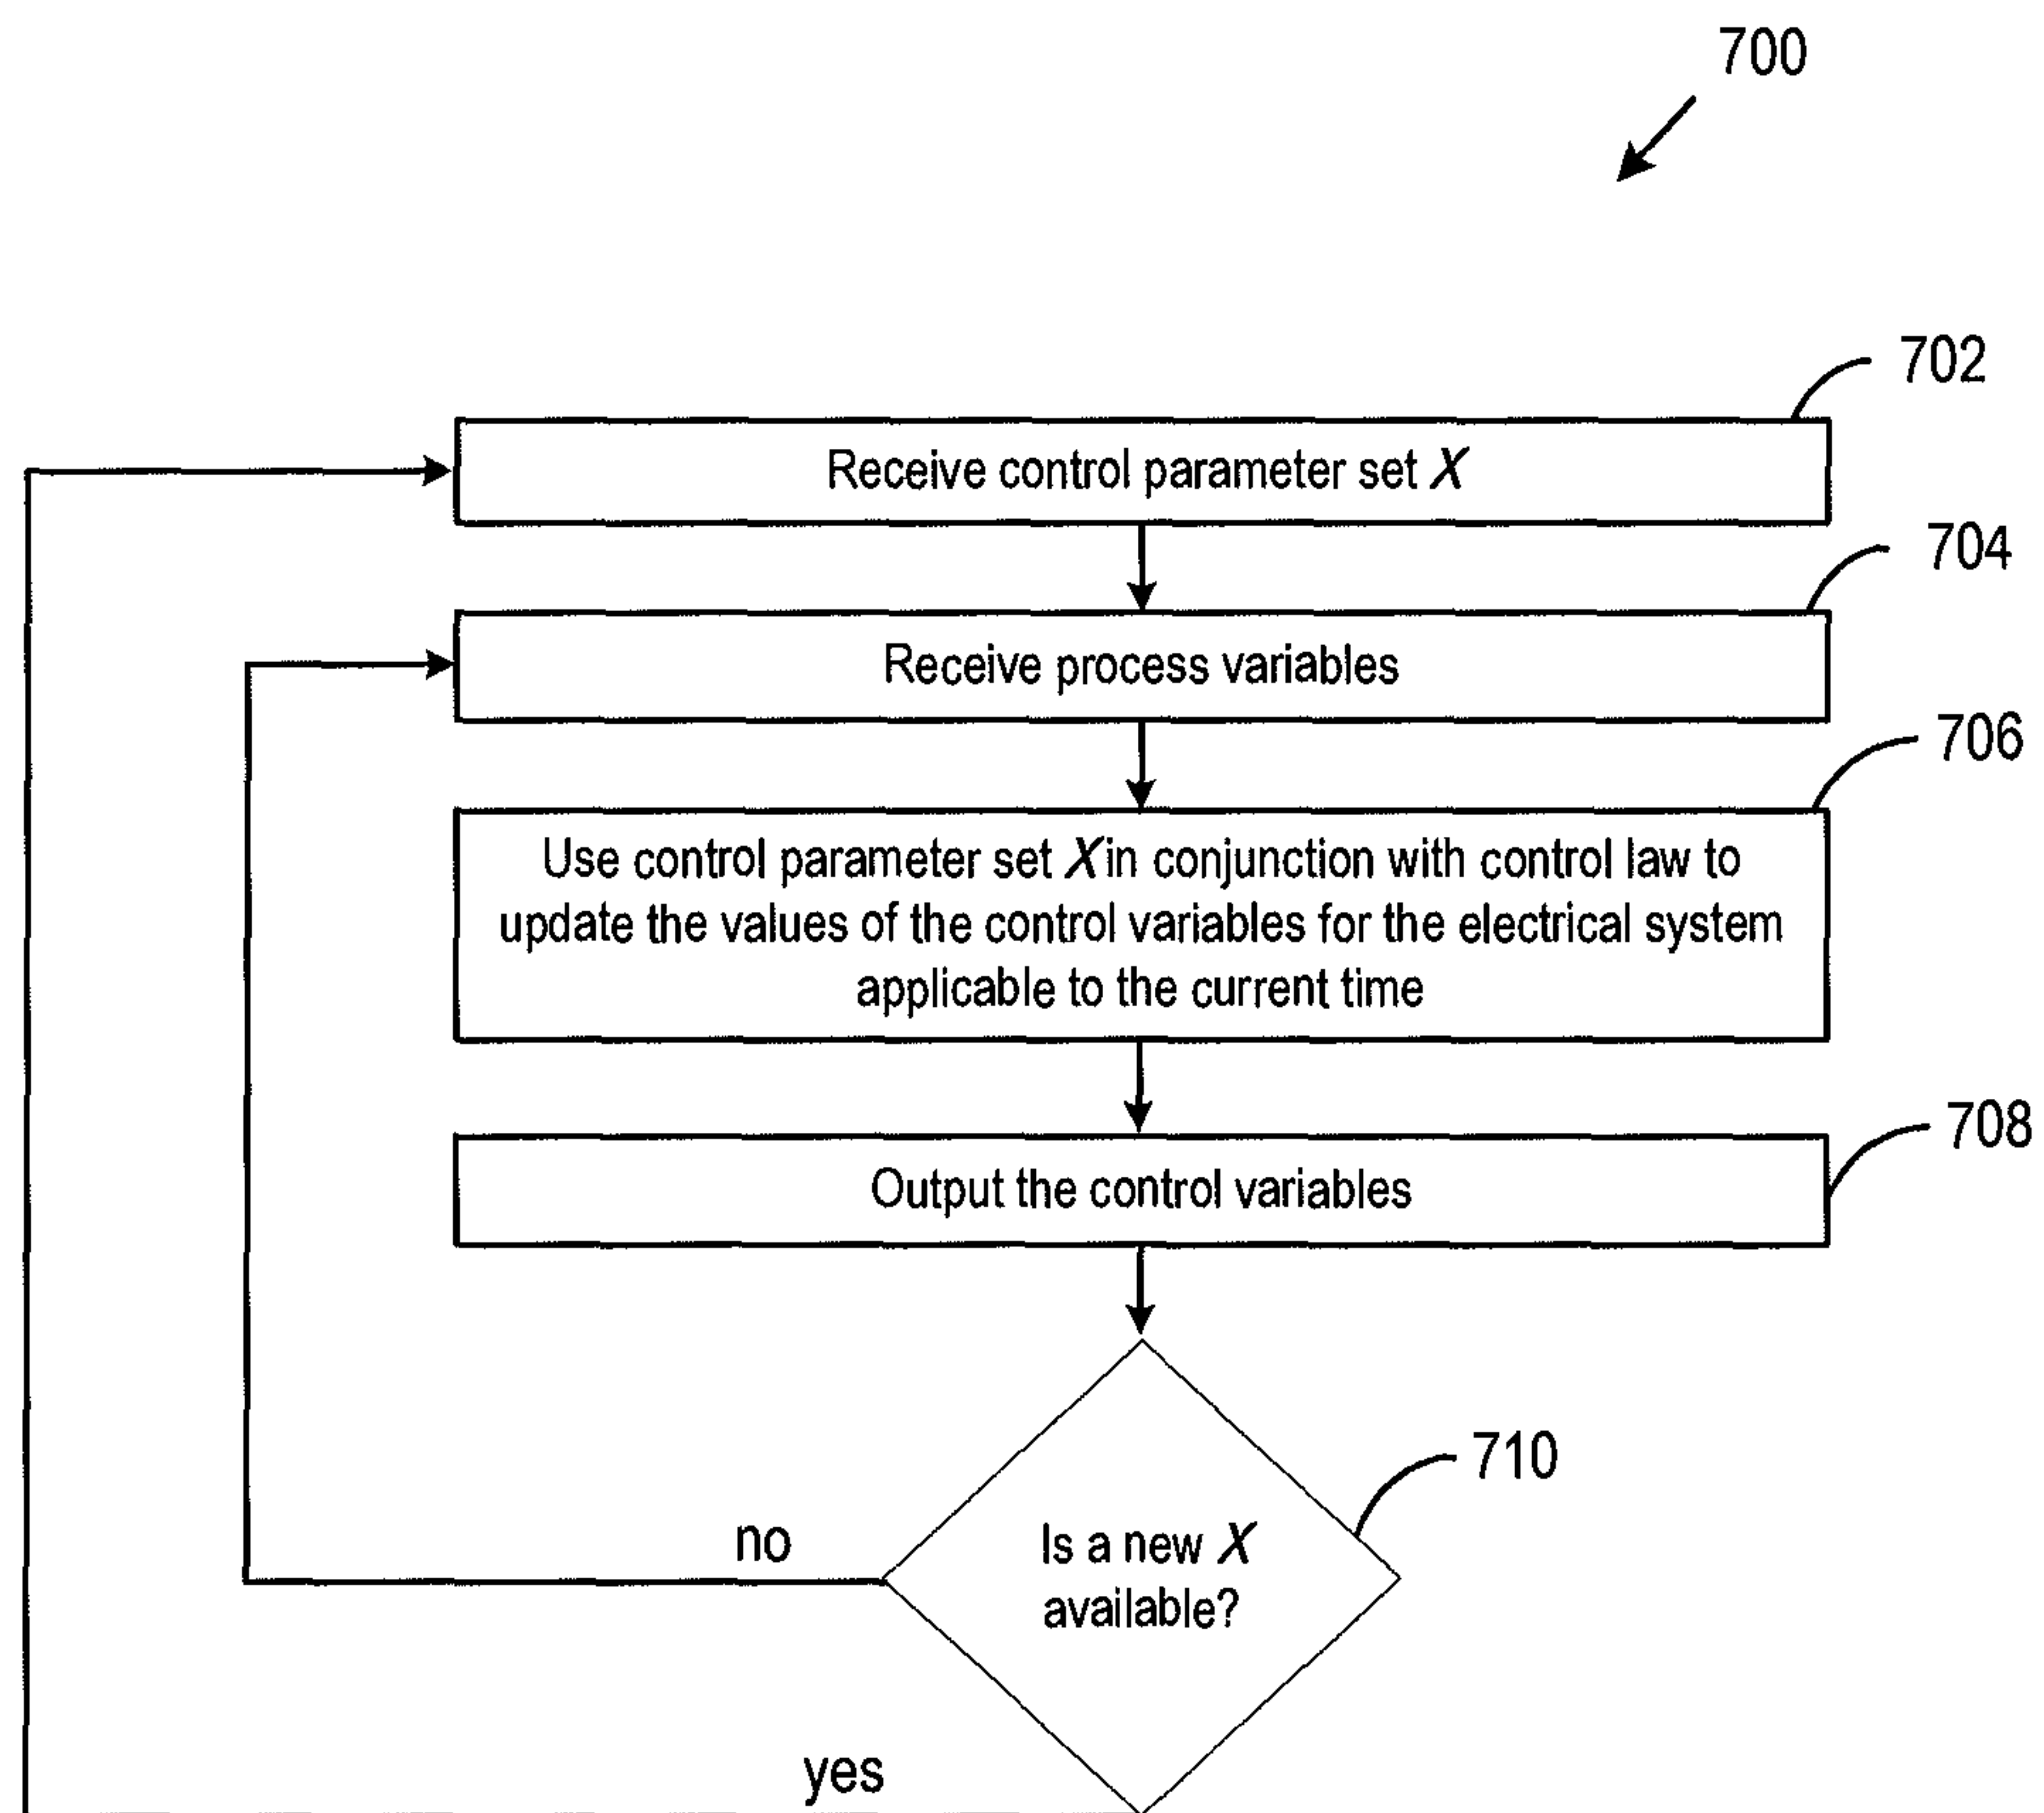 700
702
Receive control parameter set X
704
Receive process variables
706
Use control parameter set X in conjunction with control law to
update the values of the control variables for the electrical system
applicable to the current time
708
Output the control variables
710
Is a new X
available?
no
yes